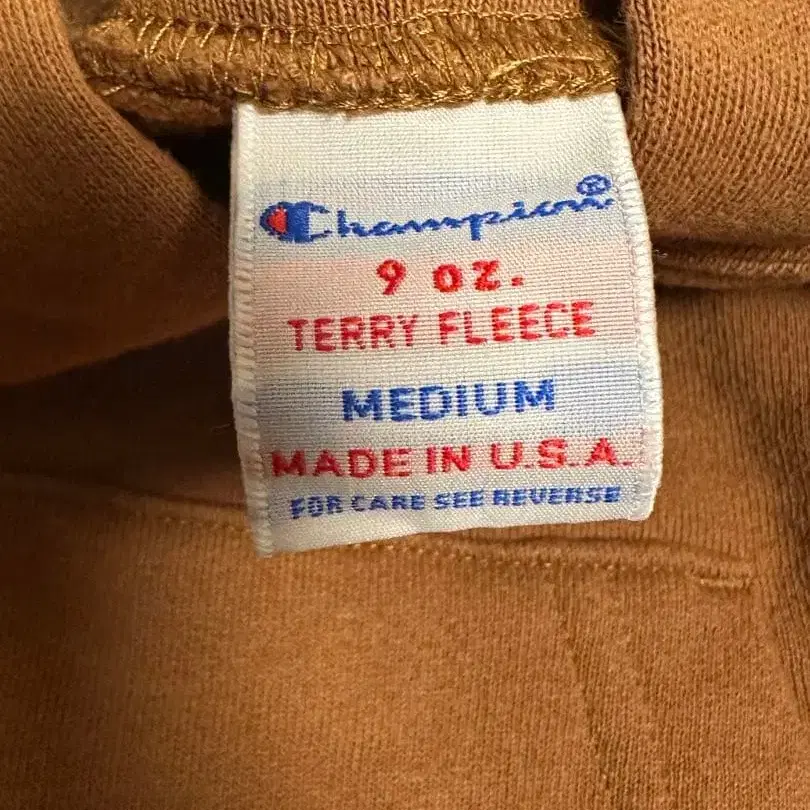 Champion®
9 oz.
TERRY FLEECE
MEDIUM
MADE IN U.S.A.
FOR CARE SEE REVERSE